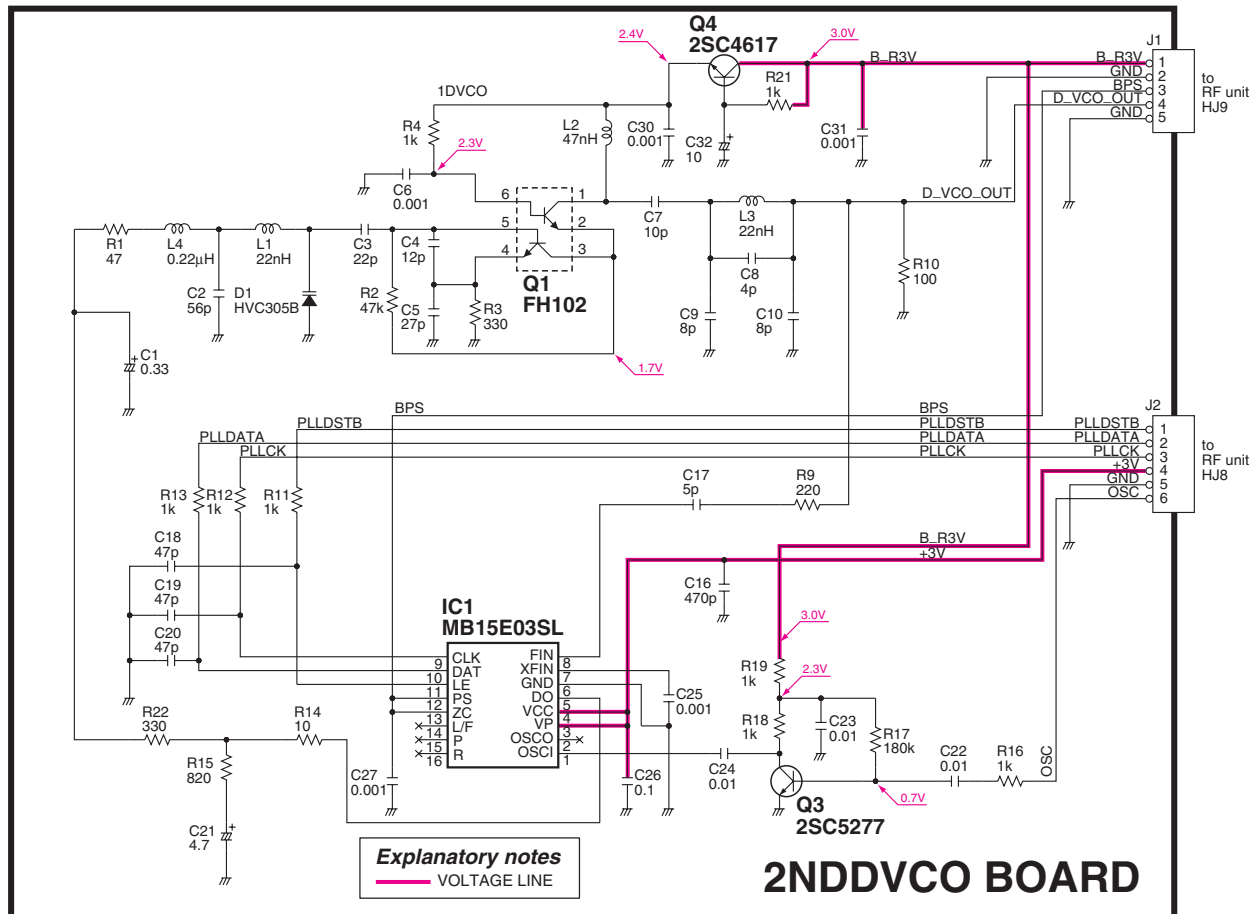 Q4
2SC4617
2.4V
3.0V
B_R3V
B_R3V
J1
1
GND
2
BPS
3
D_VCO_OUT
4
GND
5
to
RF unit
HJ9
R21
1k
1DVCO
R4
1k
L2
47nH
C30
0.001
C32
10
C31
0.001
2.3V
C6
0.001
6
1
5
2
4
3
Q1
FH102
D_VCO_OUT
C7
10p
L3
22nH
C8
4p
C9
8p
C10
8p
R10
100
R1
47
L4
0.22µH
L1
22nH
C3
22p
C4
12p
C2
56p
D1
HVC305B
R2
47k
C5
27p
R3
330
C1
0.33
1.7V
BPS
BPS
PLLDSTB
PLLDSTB
PLLDSTB
PLLDATA
PLLDATA
PLLDATA
PLLCK
PLLCK
PLLCK
+3V
GND
OSC
J2
1
2
3
4
5
6
to
RF unit
HJ8
R13
1k
R12
1k
R11
1k
C17
5p
R9
220
C18
47p
C19
47p
C20
47p
B_R3V
+3V
C16
470p
IC1
MB15E03SL
CLK
DAT
LE
PS
ZC
L/F
P
R
9
10
11
12
13
14
15
16
FIN
XFIN
GND
DO
VCC
VP
OSCO
OSCI
8
7
6
5
4
3
2
1
3.0V
R19
1k
2.3V
R18
1k
C23
0.01
R17
180k
C25
0.001
C22
0.01
R16
1k
OSC
R22
330
R14
10
R15
820
C21
4.7
C27
0.001
C26
0.1
C24
0.01
Q3
2SC5277
0.7V
Explanatory notes
VOLTAGE LINE
2NDDVCO BOARD